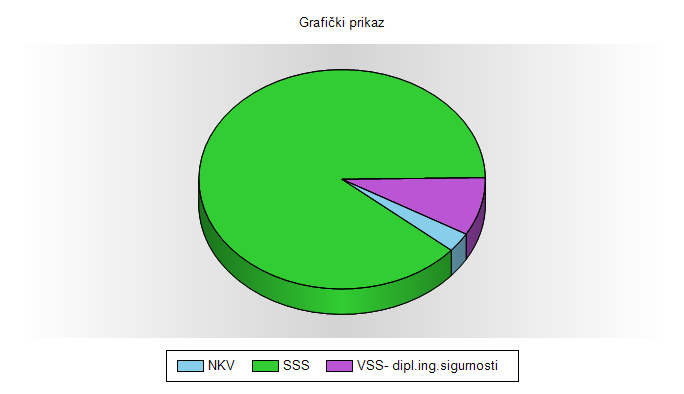 Grafički prikaz
NKV SSS VSS- dipl.ing.sigurnosti